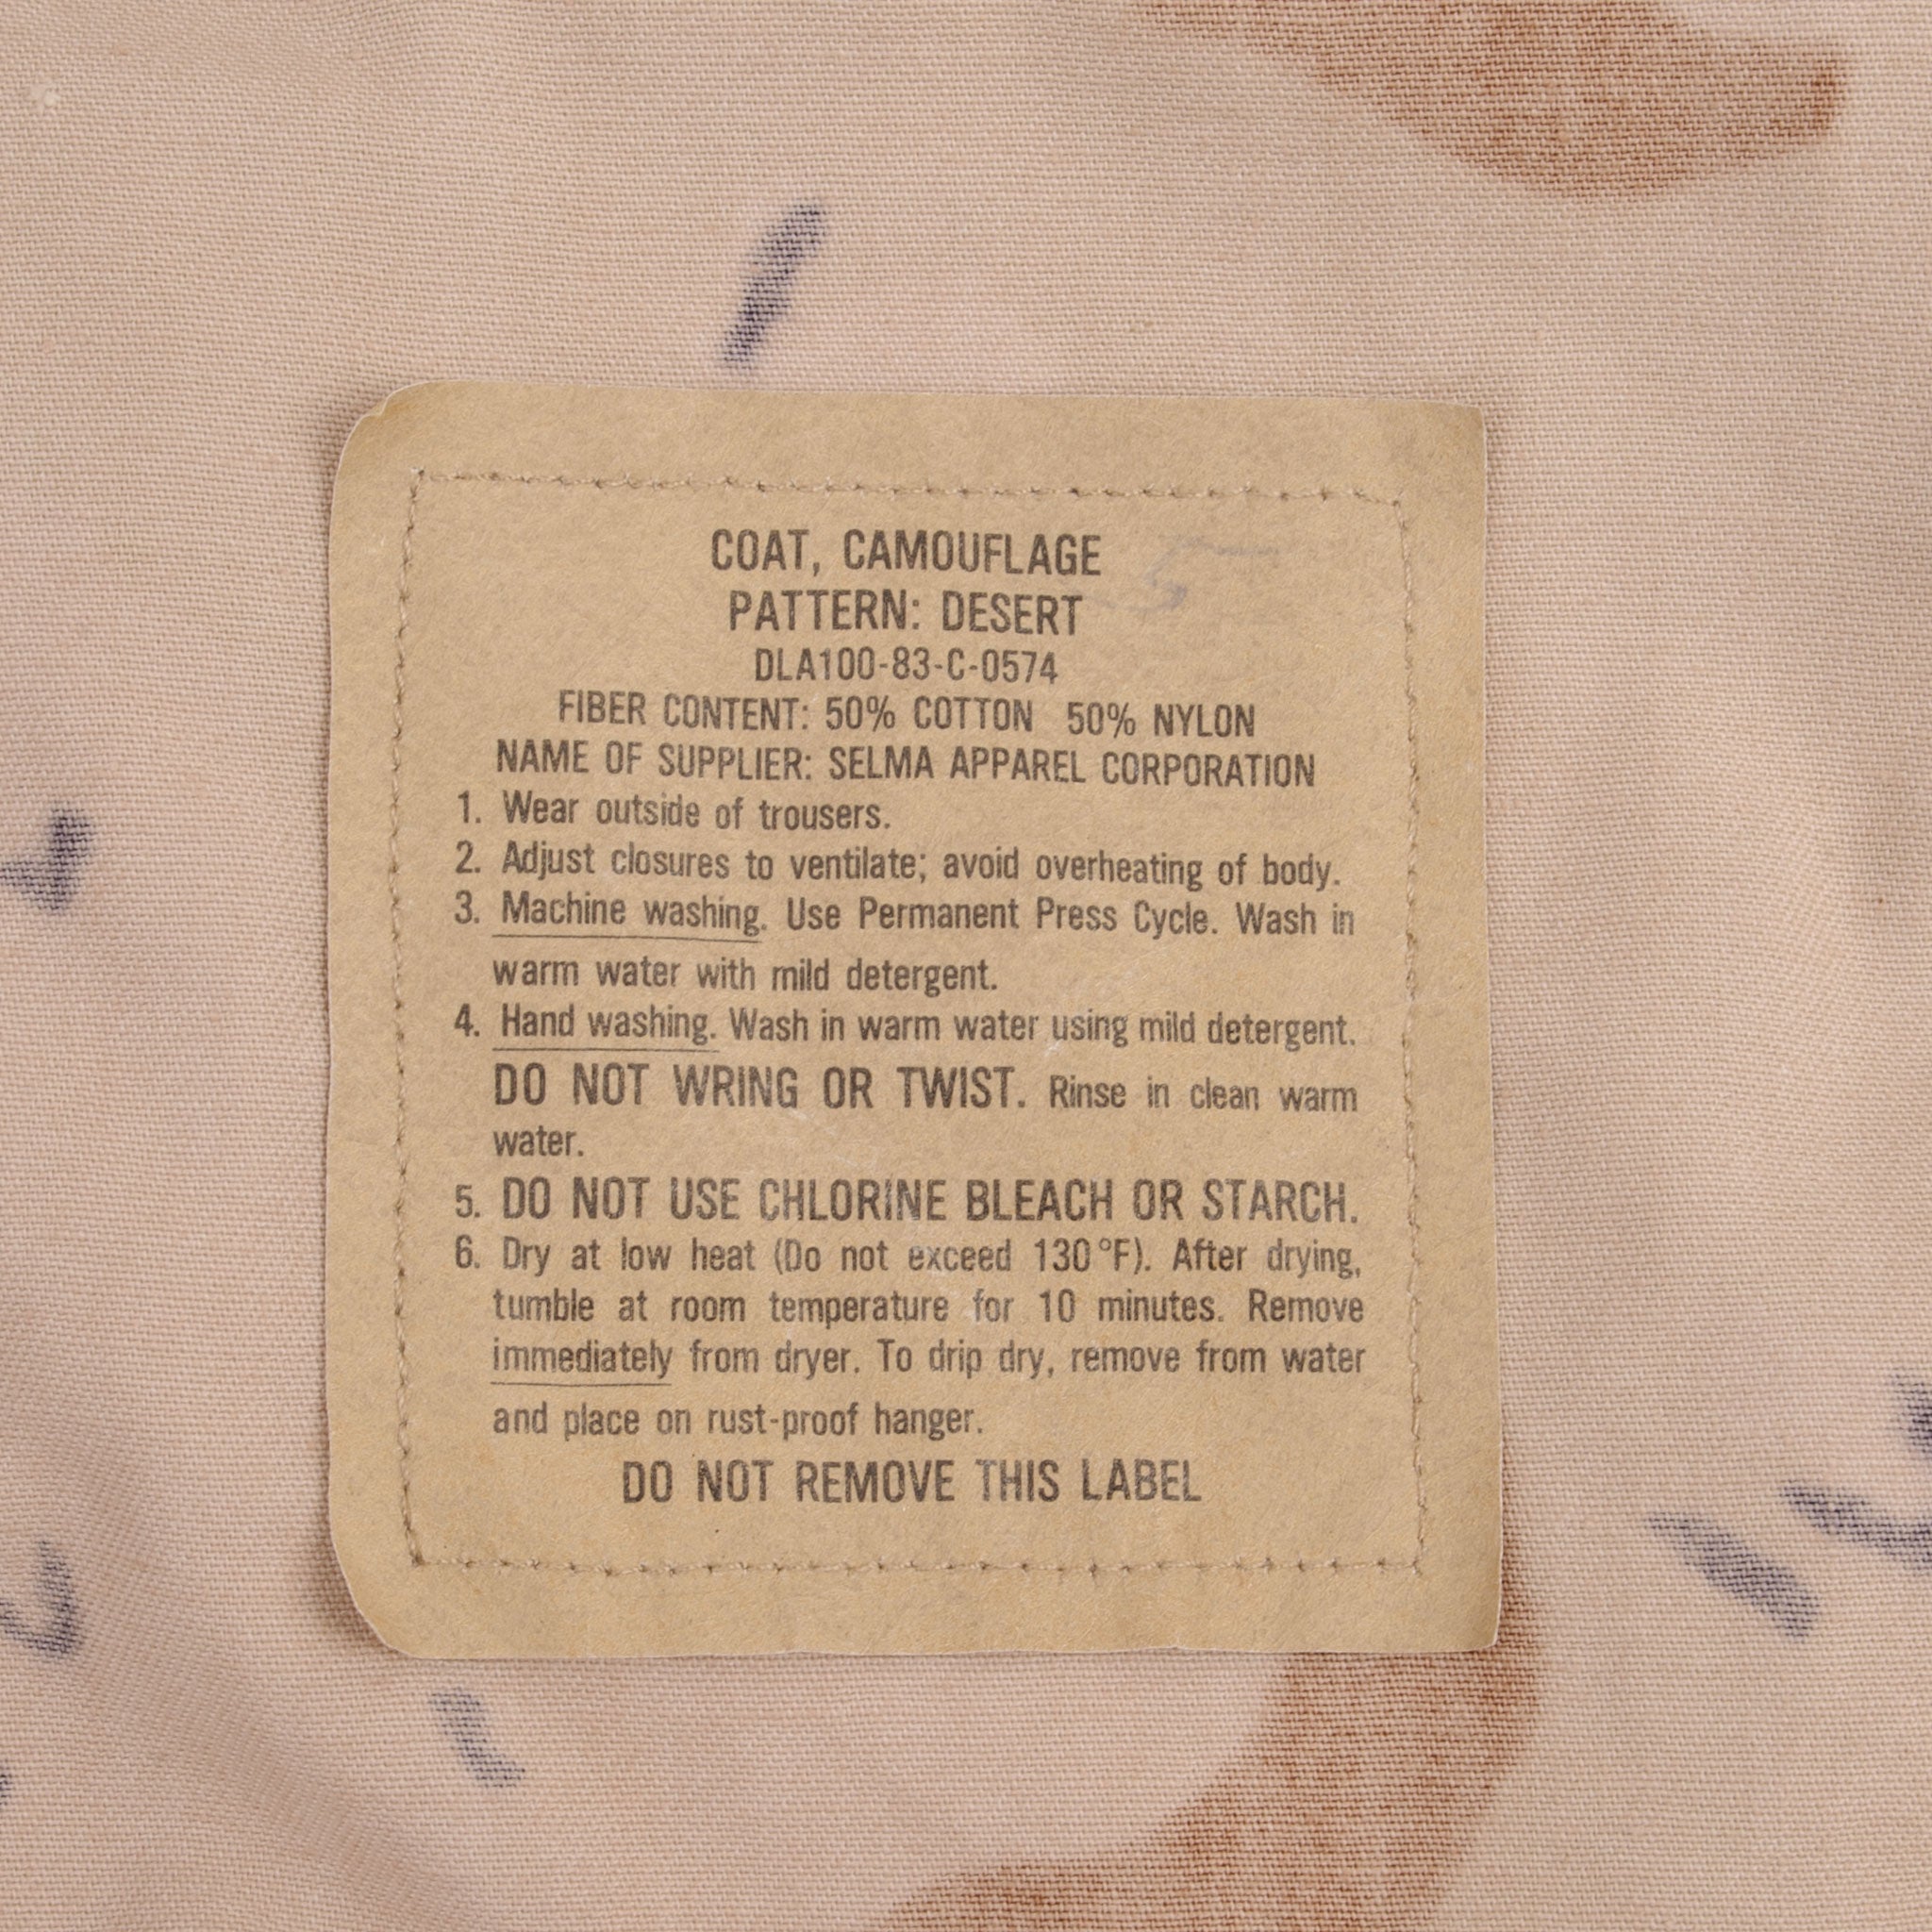 COAT, CAMOUFLAGE
PATTERN: DESERT
DLA100-83-C-0574
FIBER CONTENT: 50% COTTON 50% NYLON
NAME OF SUPPLIER: SELMA APPAREL CORPORATION
1. Wear outside of trousers.
2. Adjust closures to ventilate; avoid overheating of body.
3. Machine washing. Use Permanent Press Cycle. Wash in
warm water with mild detergent.
4. Hand washing. Wash in warm water using mild detergent.
DO NOT WRING OR TWIST. Rinse in clean warm
water.
5. DO NOT USE CHLORINE BLEACH OR STARCH.
6. Dry at low heat (Do not exceed 130°F). After drying,
tumble at room temperature for 10 minutes. Remove
immediately from dryer. To drip dry, remove from water
and place on rust-proof hanger.
DO NOT REMOVE THIS LABEL